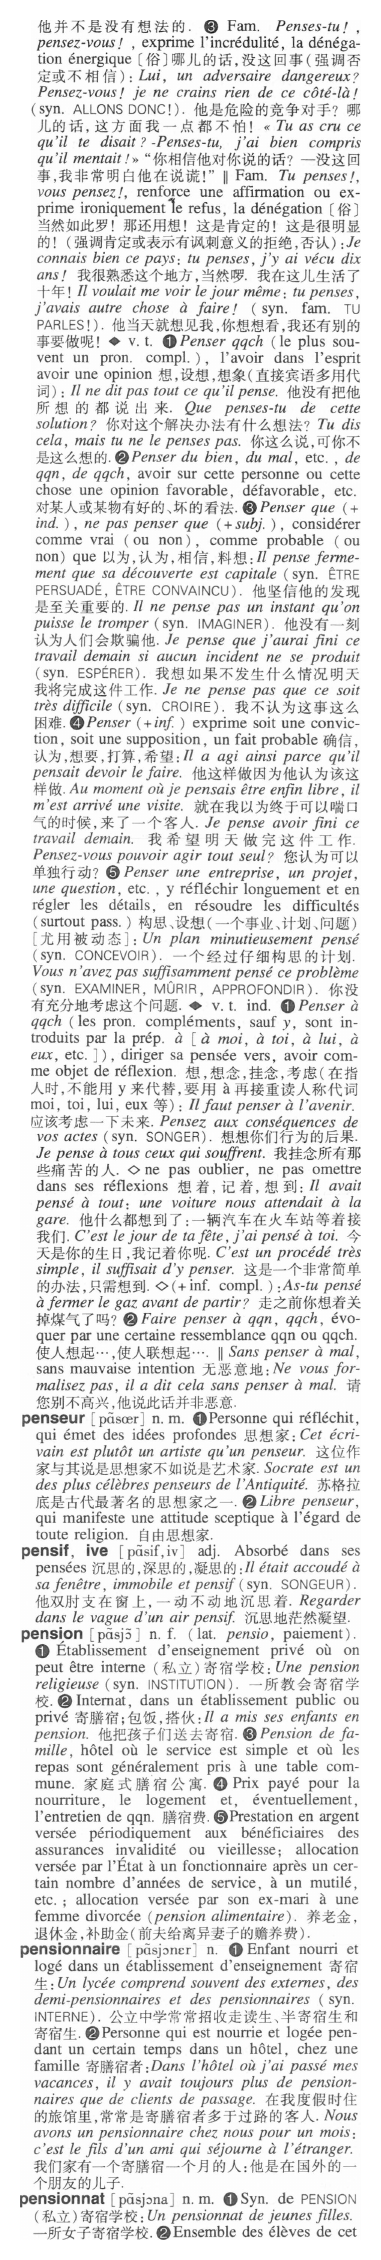 他并不是没有想法的. ❸ Fam. Penses-tu! ,
pensez-vous! , exprime l'incrédulité, la dénéga-
tion énergique [俗]哪儿的话,没这回事(强调否
定或不相信): Lui, un adversaire dangereux?
Pensez-vous! je ne crains rien de ce côté-là!
(syn. ALLONS DONC!). 他是危险的竞争对手? 哪
儿的话,这方面我一点都不怕! « Tu as cru ce
qu'il te disait? -Penses-tu, j'ai bien compris
qu'il mentait!» “你相信他对你说的话? —没这回
事,我非常明白他在说谎!” ‖ Fam. Tu penses!,
vous pensez!, renforce une affirmation ou ex-
prime ironiquement le refus, la dénégation [俗]
当然如此罗! 那还用想! 这是肯定的! 这是很明显
的! (强调肯定或表示有讽刺意义的拒绝,否认):Je
connais bien ce pays; tu penses, j'y ai vécu dix
ans! 我很熟悉这个地方,当然啰. 我在这儿生活了
十年! Il voulait me voir le jour même; tu penses,
j'avais autre chose à faire! (syn. fam. TU
PARLES!). 他当天就想见我,你想想看,我还有别的
事要做呢! ◆ v. t. ❶ Penser qqch (le plus sou-
vent un pron. compl.), l'avoir dans l'esprit
avoir une opinion 想,设想,想象(直接宾语多用代
词): Il ne dit pas tout ce qu'il pense. 他没有把他
所想的都说出来. Que penses-tu de cette
solution? 你对这个解决办法有什么想法? Tu dis
cela, mais tu ne le penses pas. 你这么说,可你不
是这么想的. ❷ Penser du bien, du mal, etc. , de
qqn, de qqch, avoir sur cette personne ou cette
chose une opinion favorable, défavorable, etc.
对某人或某物有好的、坏的看法. ❸ Penser que (+
ind. ), ne pas penser que (+subj. ), considérer
comme vrai (ou non), comme probable (ou
non) que 以为,认为,相信,料想: Il pense ferme-
ment que sa découverte est capitale (syn. ÊTRE
PERSUADÉ, ÊTRE CONVAINCU). 他坚信他的发现
是至关重要的. Il ne pense pas un instant qu'on
puisse le tromper (syn. IMAGINER). 他没有一刻
认为人们会欺骗他. Je pense que j'aurai fini ce
travail demain si aucun incident ne se produit
(syn. ESPÉRER). 我想如果不发生什么情况明天
我将完成这件工作. Je ne pense pas que ce soit
très difficile (syn. CROIRE). 我不认为这事这么
困难. ❹ Penser (+inf. ) exprime soit une convic-
tion, soit une supposition, un fait probable 确信,
认为,想要,打算,希望: Il a agi ainsi parce qu'il
pensait devoir le faire. 他这样做因为他认为该这
样做. Au moment où je pensais être enfin libre, il
m'est arrivé une visite. 就在我以为终于可以喘口
气的时候,来了一个客人. Je pense avoir fini ce
travail demain. 我希望明天做完这件工作.
Pensez-vous pouvoir agir tout seul? 您认为可以
单独行动? ❺ Penser une entreprise, un projet,
une question, etc. , y réfléchir longuement et en
régler les détails, en résoudre les difficultés
(surtout pass. ) 构思、设想(一个事业、计划、问题)
[尤用被动态]: Un plan minutieusement pensé
(syn. CONCEVOIR). 一个经过仔细构思的计划.
Vous n'avez pas suffisamment pensé ce problème
(syn. EXAMINER, MÛRIR, APPROFONDIR). 你没
有充分地考虑这个问题. ◆ v. t. ind. ❶ Penser à
qqch (les pron. compléments, sauf y, sont in-
troduits par la prép. à [à moi, à toi, à lui, à
eux, etc. ]), diriger sa pensée vers, avoir com-
me objet de réflexion. 想,想念,挂念,考虑(在指
人时,不能用 y 来代替,要用 à 再接重读人称代词
moi, toi, lui, eux 等): Il faut penser à l'avenir.
应该考虑一下未来. Pensez aux conséquences de
vos actes (syn. SONGER). 想想你们行为的后果.
Je pense à tous ceux qui souffrent. 我挂念所有那
些痛苦的人. ◇ ne pas oublier, ne pas omettre
dans ses réflexions 想着,记着,想到: Il avait
pensé à tout; une voiture nous attendait à la
gare. 他什么都想到了:一辆汽车在火车站等着接
我们. C'est le jour de ta fête, j'ai pensé à toi. 今
天是你的生日,我记着你呢. C'est un procédé très
simple, il suffisait d'y penser. 这是一个非常简单
的办法,只需想到. ◇ (+inf. compl. ): As-tu pensé
à fermer le gaz avant de partir? 走之前你想着关
掉煤气了吗? ❷ Faire penser à qqn, qqch, évo-
quer par une certaine ressemblance qqn ou qqch.
使人想起…,使人联想起…. ‖ Sans penser à mal,
sans mauvaise intention 无恶意地: Ne vous for-
malisez pas, il a dit cela sans penser à mal. 请
您别不高兴,他说此话并非恶意.
penseur [pɑ̃sœr] n. m. ❶ Personne qui réfléchit,
qui émet des idées profondes 思想家: Cet écri-
vain est plutôt un artiste qu'un penseur. 这位作
家与其说是思想家不如说是艺术家. Socrate est un
des plus célèbres penseurs de l'Antiquité. 苏格拉
底是古代最著名的思想家之一. ❷ Libre penseur,
qui manifeste une attitude sceptique à l'égard de
toute religion. 自由思想家.
pensif, ive [pɑ̃sif,iv] adj. Absorbé dans ses
pensées 沉思的,深思的,凝思的: Il était accoudé à
sa fenêtre, immobile et pensif (syn. SONGEUR).
他双肘支在窗上,一动不动地沉思着. Regarder
dans le vague d'un air pensif. 沉思地茫然凝望.
pension [pɑ̃sjɔ̃] n. f. (lat. pensio, paiement).
❶ Établissement d'enseignement privé où on
peut être interne (私立)寄宿学校: Une pension
religieuse (syn. INSTITUTION). 一所教会寄宿学
校. ❷ Internat, dans un établissement public ou
privé 寄膳宿;包饭,搭伙: Il a mis ses enfants en
pension. 他把孩子们送去寄宿. ❸ Pension de fa-
mille, hôtel où le service est simple et où les
repas sont généralement pris à une table com-
mune. 家庭式膳宿公寓. ❹ Prix payé pour la
nourriture, le logement et, éventuellement,
l'entretien de qqn. 膳宿费. ❺ Prestation en argent
versée périodiquement aux bénéficiaires des
assurances invalidité ou vieillesse; allocation
versée par l'État à un fonctionnaire après un cer-
tain nombre d'années de service, à un mutilé,
etc. ; allocation versée par son ex-mari à une
femme divorcée (pension alimentaire). 养老金,
退休金,补助金(前夫给离异妻子的赡养费).
pensionnaire [pɑ̃sjɔnɛr] n. ❶ Enfant nourri et
logé dans un établissement d'enseignement 寄宿
生: Un lycée comprend souvent des externes, des
demi-pensionnaires et des pensionnaires (syn.
INTERNE). 公立中学常常招收走读生、半寄宿生和
寄宿生. ❷ Personne qui est nourrie et logée pen-
dant un certain temps dans un hôtel, chez une
famille 寄膳宿者: Dans l'hôtel où j'ai passé mes
vacances, il y avait toujours plus de pension-
naires que de clients de passage. 在我度假时住
的旅馆里,常常是寄膳宿者多于过路的客人. Nous
avons un pensionnaire chez nous pour un mois;
c'est le fils d'un ami qui séjourne à l'étranger.
我们家有一个寄膳宿一个月的人:他是在国外的一
个朋友的儿子.
pensionnat [pɑ̃sjɔna] n. m. ❶ Syn. de PENSION
(私立)寄宿学校: Un pensionnat de jeunes filles.
一所女子寄宿学校. ❷ Ensemble des élèves de cet